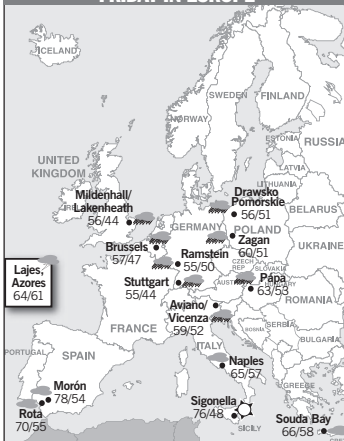 FRIDAY IN EUROPE
ICELAND
SWEDEN
FINLAND
NORWAY
ESTONIA
RUSSIA
LATVIA
LITHUANIA
UNITED
KINGDOM
Mildenhall/
Lakenheath
56/44
Drawsko
Pomorskie
56/51
BELARUS
GERMANY
POLAND
Zagan
60/51
UKRAINE
Brussels
57/47
Ramstein
55/50
CZECH
REP.
SLOVAKIA
Lajes,
Azores
64/61
Stuttgart
55/44
Pápa
63/53
Aviano/
Vicenza
59/52
ROMANIA
FRANCE
BOSNIA
SERBIA
BULGARIA
ITALY
PORTUGAL
SPAIN
Naples
65/57
Morón
78/54
GREECE
Rota
70/55
Sigonella
76/48
SICILY
Souda Bay
66/58